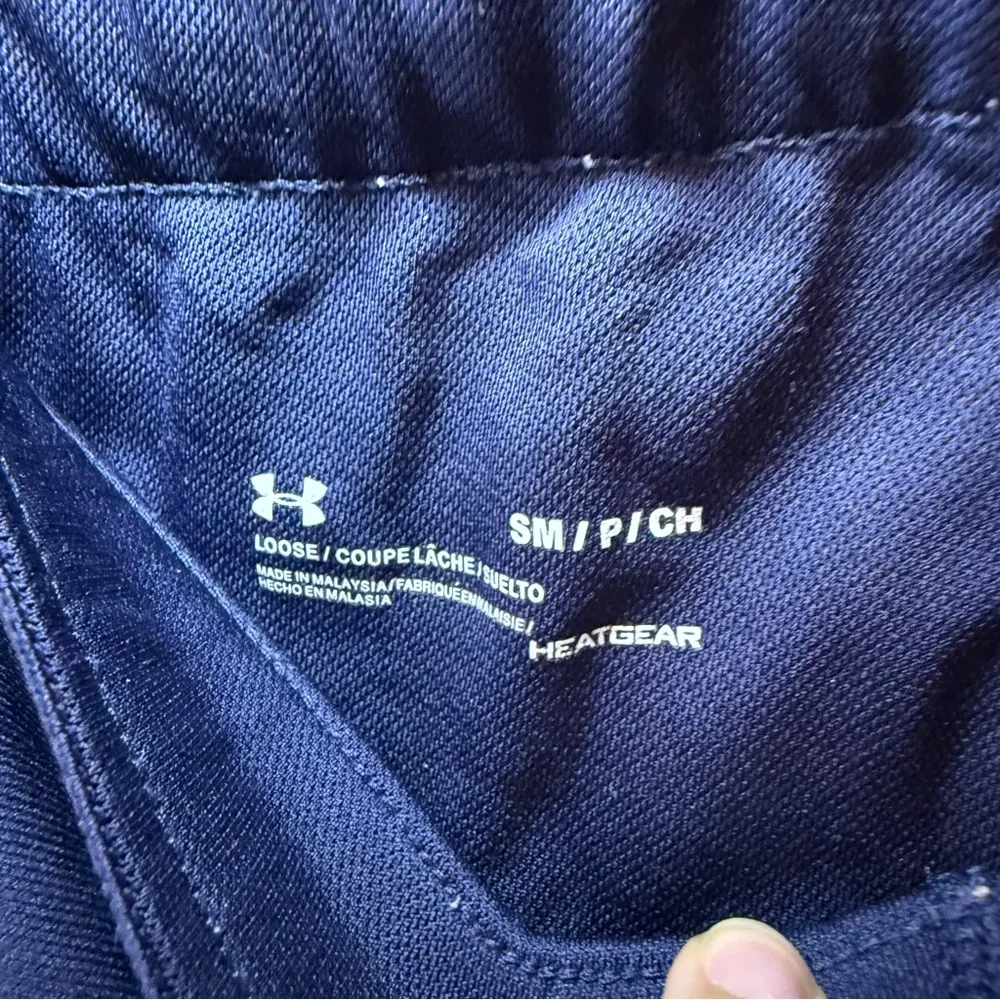 SM / P / CH
LOOSE / COUPE LÂCHE / SUELTO
MADE IN MALAYSIA / FABRIQUÉ EN MALAISIE /
HECHO EN MALASIA
HEATGEAR